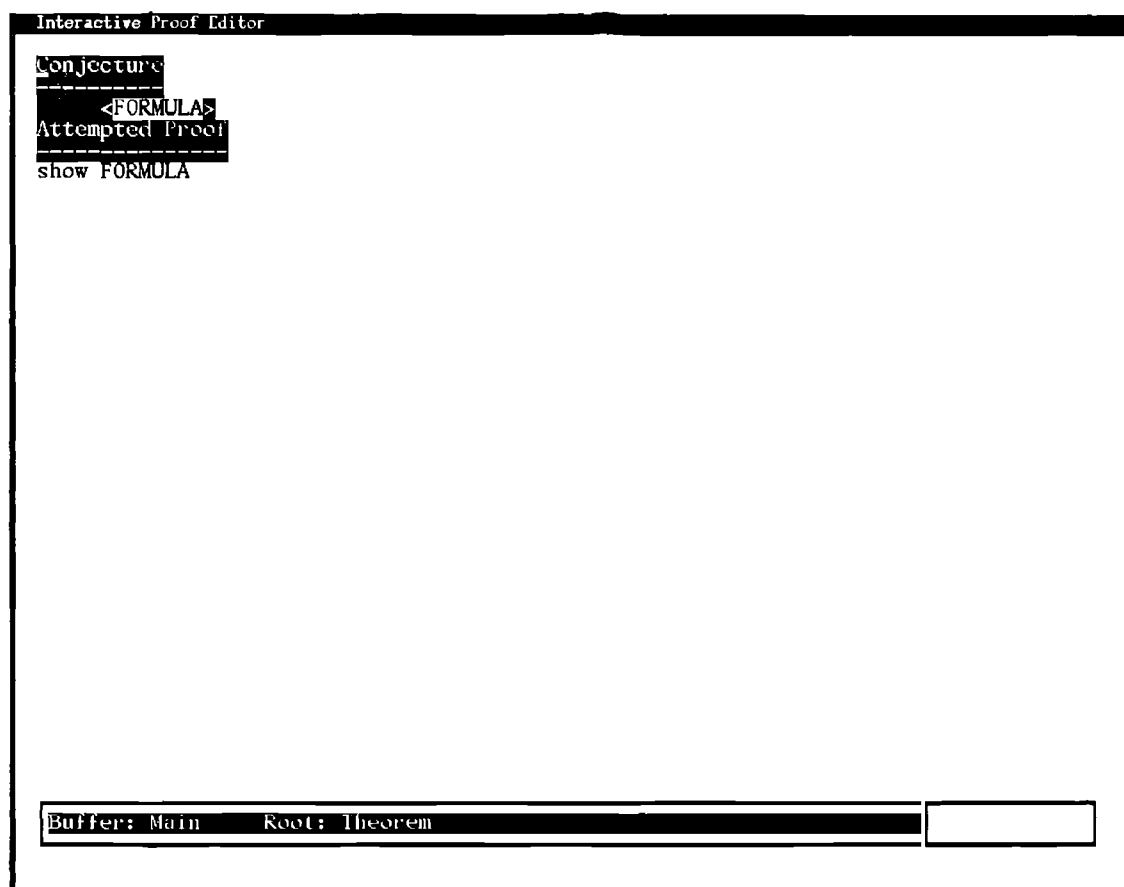 Interactive Proof Editor
Conjecture
----------
<FORMULA>
Attempted Proof
---------------
show FORMULA
Buffer: Main Root: Theorem